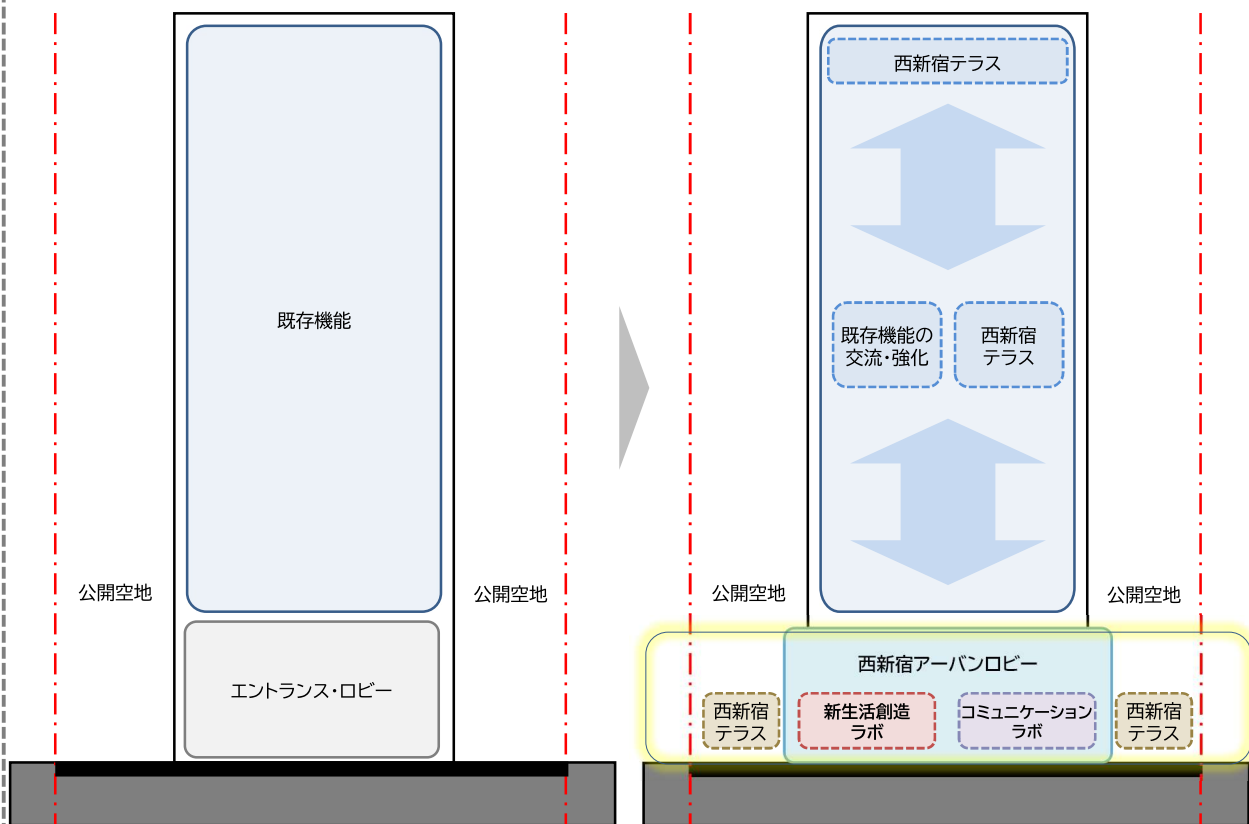 既存機能
公開空地
公開空地
エントランス・ロビー
西新宿テラス
既存機能の
交流・強化
西新宿
テラス
公開空地
公開空地
西新宿アーバンロビー
西新宿
テラス
新生活創造
ラボ
コミュニケーション
ラボ
西新宿
テラス